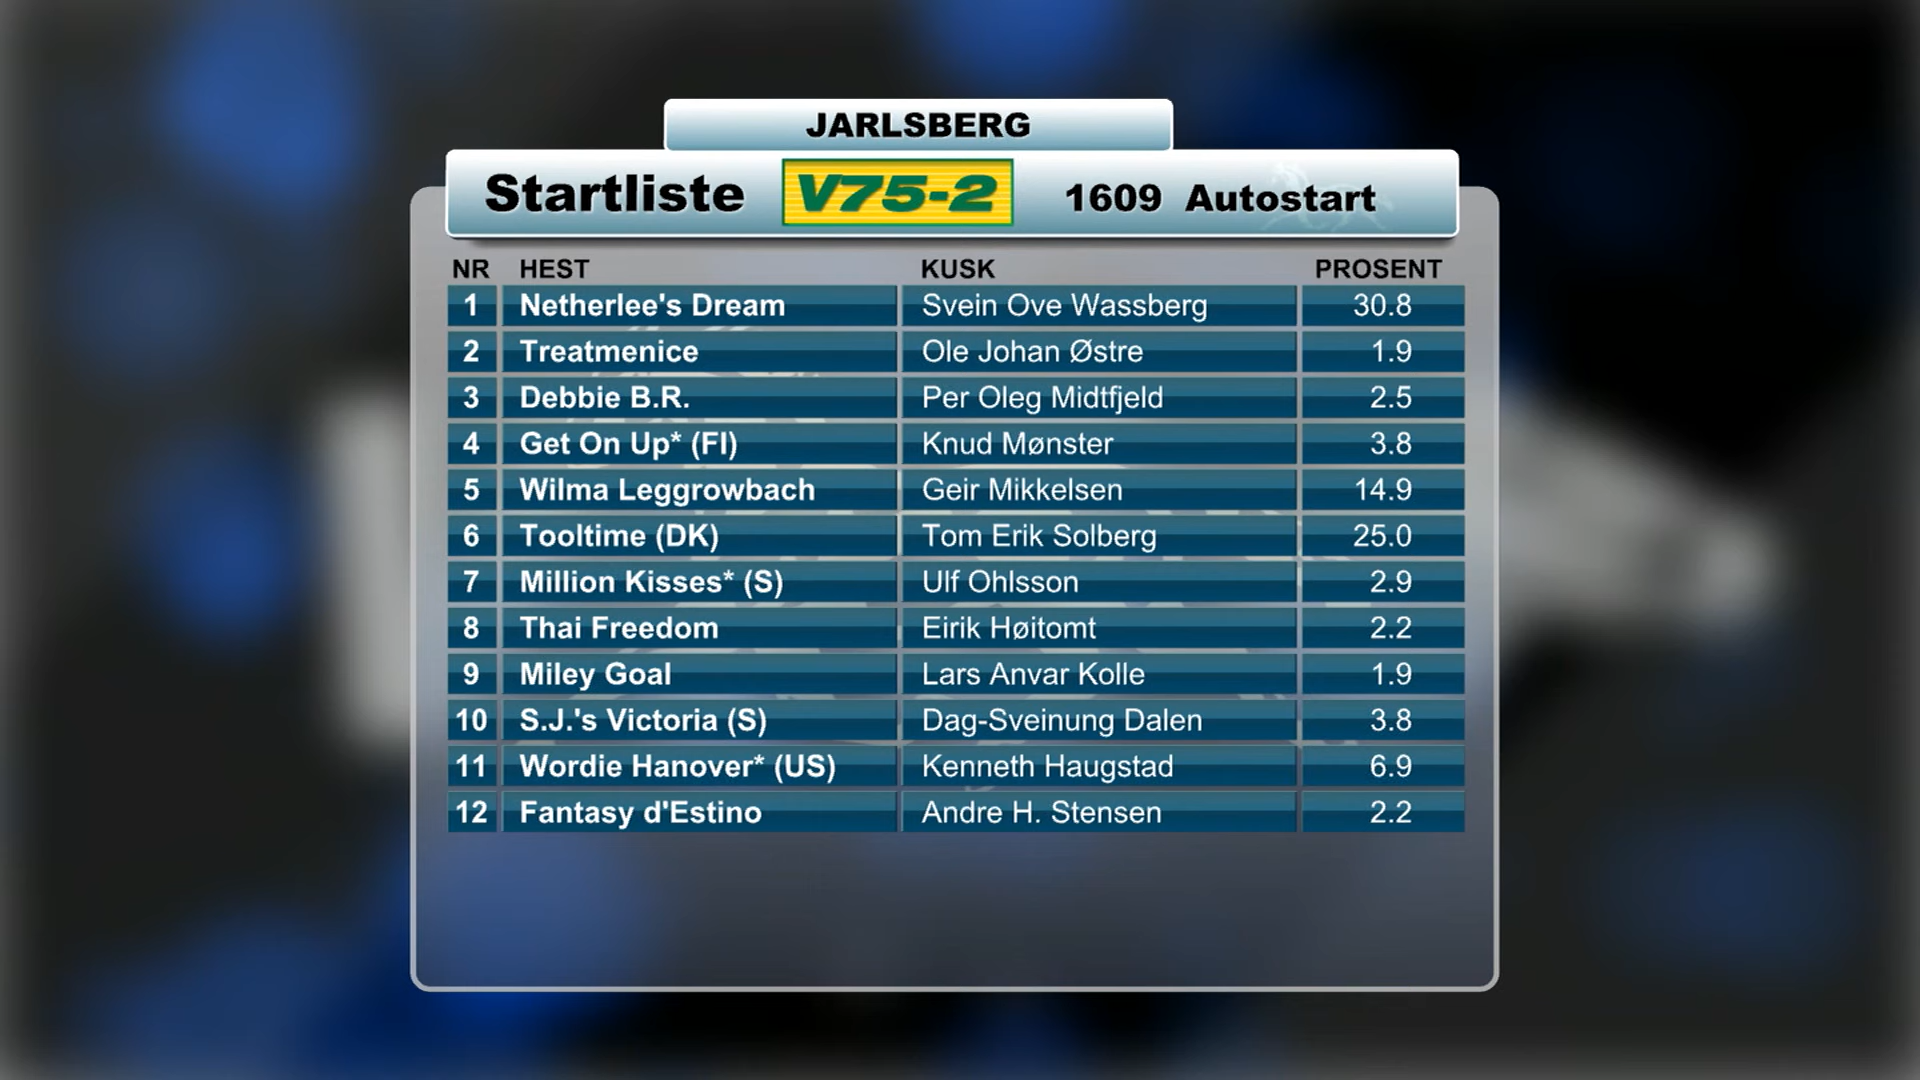 JARLSBERG
Startliste V75-2 1609 Autostart
NR HEST KUSK PROSENT
1 Netherlee's Dream Svein Ove Wassberg 30.8
2 Treatmenice Ole Johan Østre 1.9
3 Debbie B.R. Per Oleg Midtfjeld 2.5
4 Get On Up* (FI) Knud Mønster 3.8
5 Wilma Leggrowbach Geir Mikkelsen 14.9
6 Tooltime (DK) Tom Erik Solberg 25.0
7 Million Kisses* (S) Ulf Ohlsson 2.9
8 Thai Freedom Eirik Høitomt 2.2
9 Miley Goal Lars Anvar Kolle 1.9
10 S.J.'s Victoria (S) Dag-Sveinung Dalen 3.8
11 Wordie Hanover* (US) Kenneth Haugstad 6.9
12 Fantasy d'Estino Andre H. Stensen 2.2